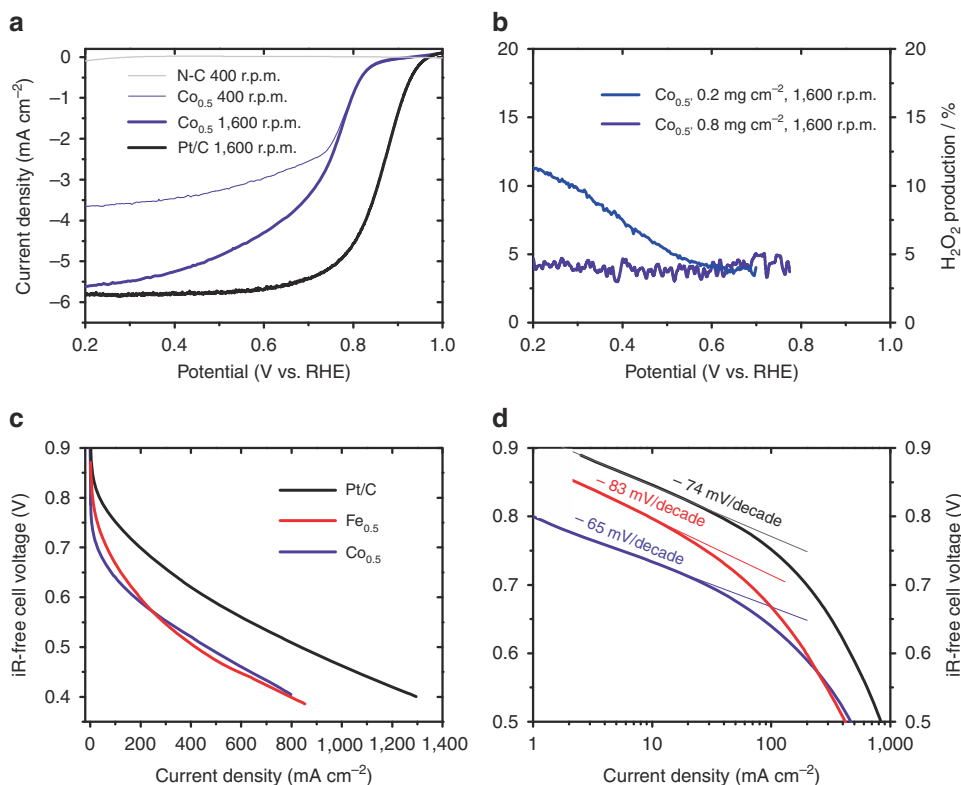 a
0
−1
−2
−3
−4
−5
−6
Current density (mA cm⁻²)
N-C 400 r.p.m.
Co₀.₅ 400 r.p.m.
Co₀.₅ 1,600 r.p.m.
Pt/C 1,600 r.p.m.
0.2 0.4 0.6 0.8 1.0
Potential (V vs. RHE)
b
20
15
10
5
0
Co₀.₅, 0.2 mg cm⁻², 1,600 r.p.m.
Co₀.₅, 0.8 mg cm⁻², 1,600 r.p.m.
20
15
10
5
0
H₂O₂ production / %
0.2 0.4 0.6 0.8 1.0
Potential (V vs. RHE)
c
0.9
0.8
0.7
0.6
0.5
0.4
iR-free cell voltage (V)
Pt/C
Fe₀.₅
Co₀.₅
0 200 400 600 800 1,000 1,200 1,400
Current density (mA cm⁻²)
d
0.9
0.8
0.7
0.6
0.5
− 74 mV/decade
− 83 mV/decade
− 65 mV/decade
0.9
0.8
0.7
0.6
0.5
iR-free cell voltage (V)
1 10 100 1,000
Current density (mA cm⁻²)